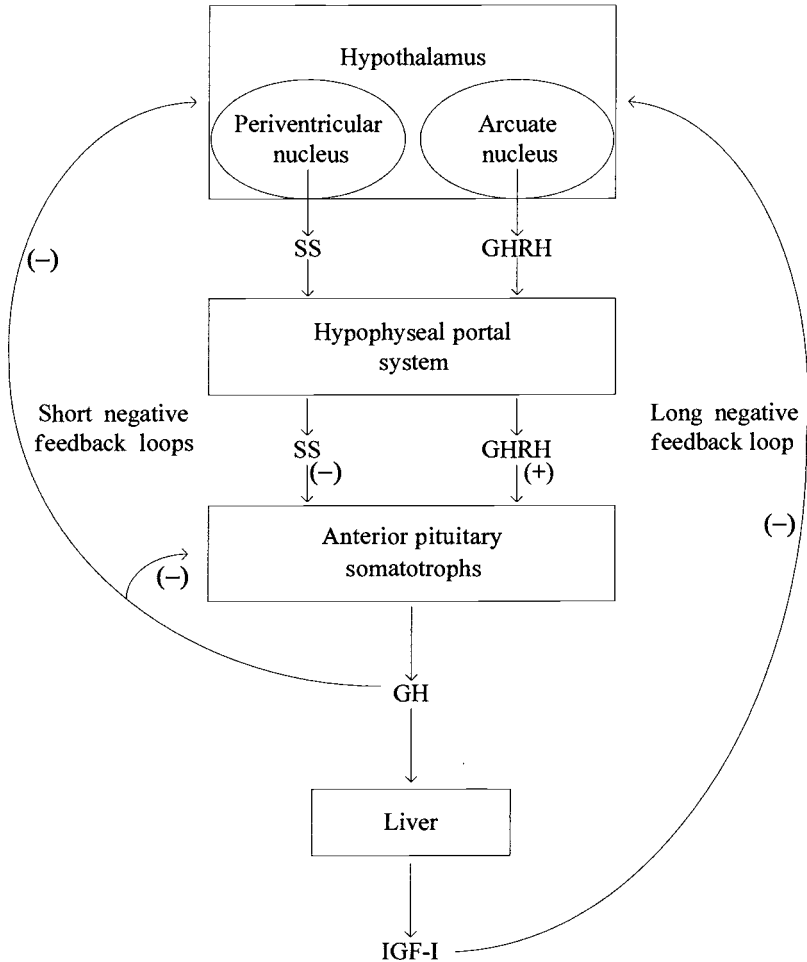 Hypothalamus
Periventricular
nucleus
Arcuate
nucleus
SS
GHRH
(−)
Hypophyseal portal
system
Short negative
feedback loops
Long negative
feedback loop
SS
(−)
GHRH
(+)
Anterior pituitary
somatotrophs
(−)
(−)
GH
Liver
IGF-I